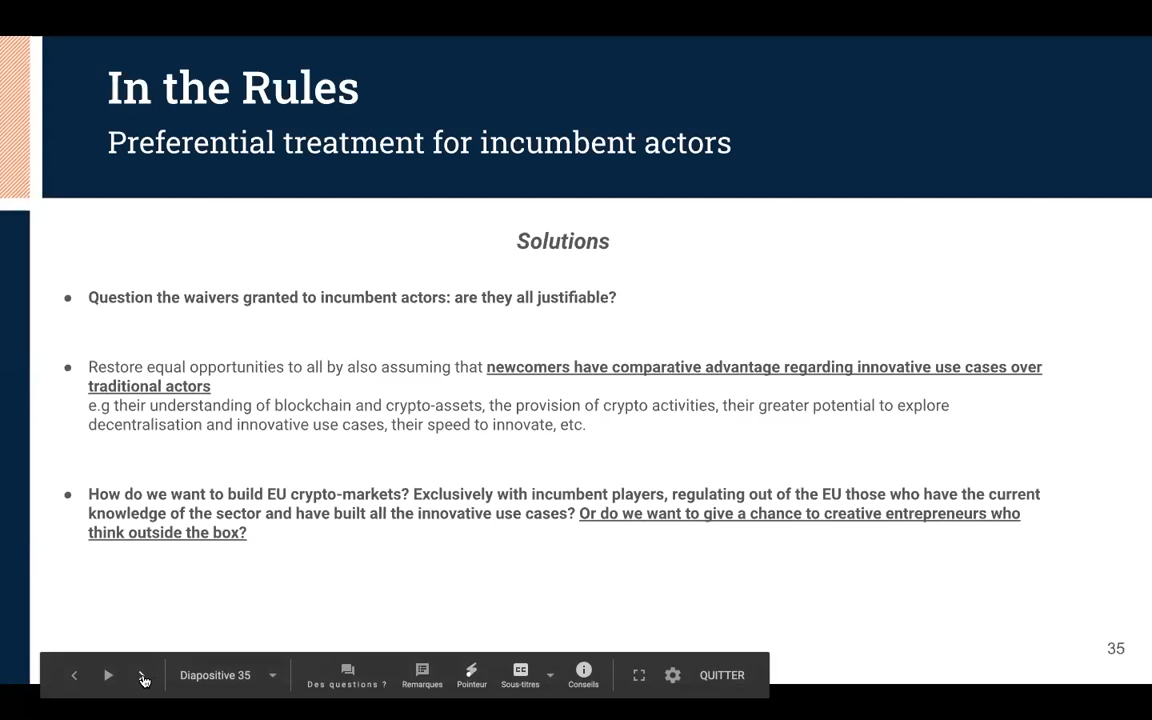 In the Rules
Preferential treatment for incumbent actors
Solutions
● Question the waivers granted to incumbent actors: are they all justifiable?
● Restore equal opportunities to all by also assuming that newcomers have comparative advantage regarding innovative use cases over
traditional actors
e.g their understanding of blockchain and crypto-assets, the provision of crypto activities, their greater potential to explore
decentralisation and innovative use cases, their speed to innovate, etc.
● How do we want to build EU crypto-markets? Exclusively with incumbent players, regulating out of the EU those who have the current
knowledge of the sector and have built all the innovative use cases? Or do we want to give a chance to creative entrepreneurs who
think outside the box?
35
Diapositive 35
Des questions ?
Remarques
Pointeur
CC
Sous-titres
Conseils
QUITTER